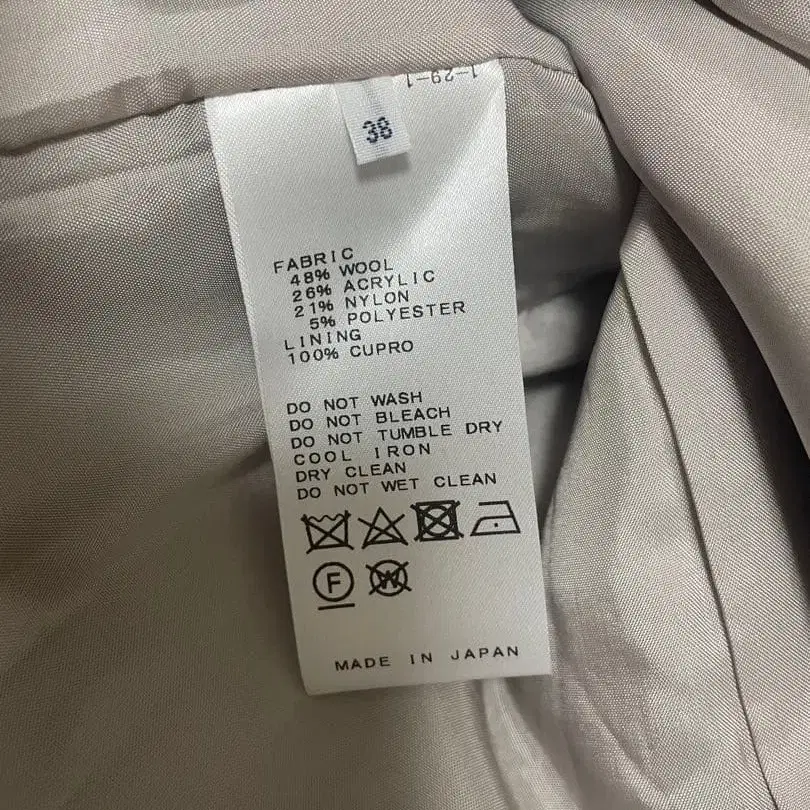 1-29-1
38
FABRIC
48% WOOL
26% ACRYLIC
21% NYLON
5% POLYESTER
LINING
100% CUPRO
DO NOT WASH
DO NOT BLEACH
DO NOT TUMBLE DRY
COOL IRON
DRY CLEAN
DO NOT WET CLEAN
F W
MADE IN JAPAN